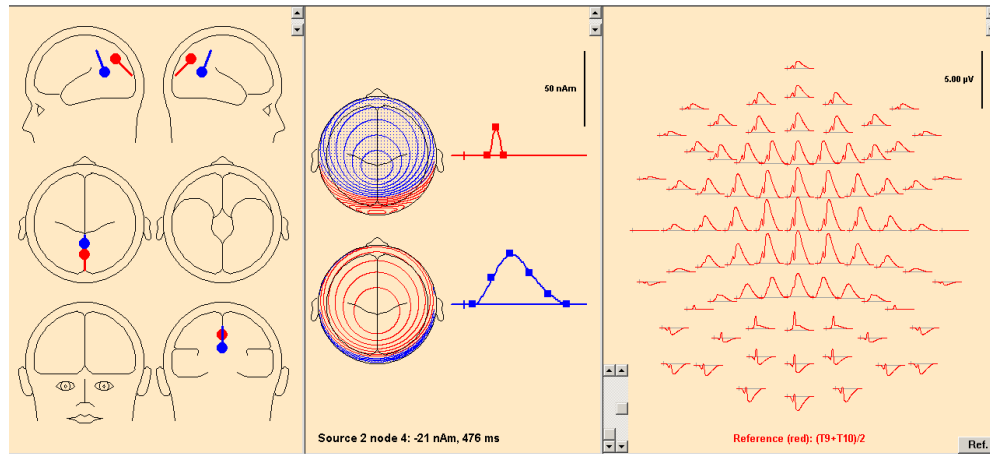 50 nAm
5.00 µV
Source 2 node 4: -21 nAm, 476 ms
Reference (red): (T9+T10)/2
Ref.